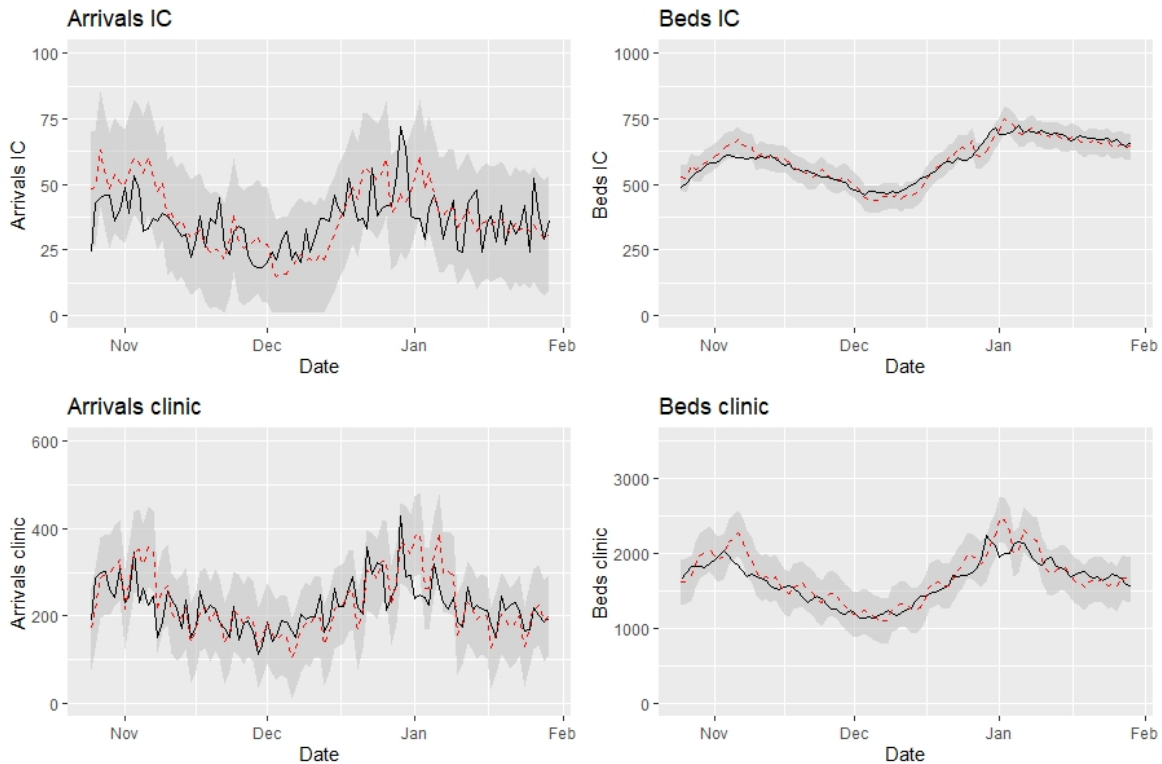 Arrivals IC
100
75
50
25
0
Arrivals IC
Nov
Dec
Jan
Feb
Date
Beds IC
1000
750
500
250
0
Beds IC
Nov
Dec
Jan
Feb
Date
Arrivals clinic
600
400
200
0
Arrivals clinic
Nov
Dec
Jan
Feb
Date
Beds clinic
3000
2000
1000
0
Beds clinic
Nov
Dec
Jan
Feb
Date